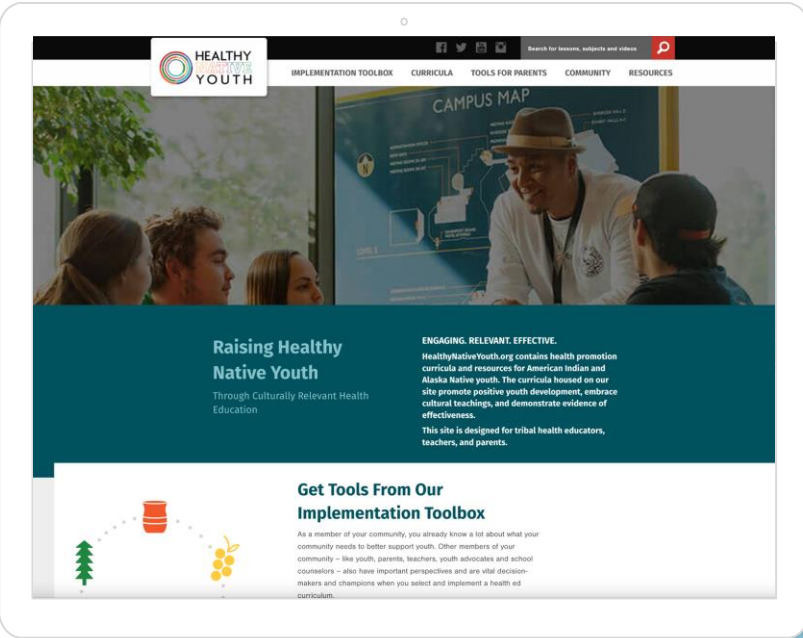 HEALTHY
NATIVE
YOUTH
Search for lessons, subjects and videos
IMPLEMENTATION TOOLBOX CURRICULA TOOLS FOR PARENTS COMMUNITY RESOURCES
CAMPUS MAP
LEVEL
Raising Healthy
Native Youth
Through Culturally Relevant Health
Education
ENGAGING. RELEVANT. EFFECTIVE.
HealthyNativeYouth.org contains health promotion
curricula and resources for American Indian and
Alaska Native youth. The curricula housed on our
site promote positive youth development, embrace
cultural teachings, and demonstrate evidence of
effectiveness.
This site is designed for tribal health educators,
teachers, and parents.
Get Tools From Our
Implementation Toolbox
As a member of your community, you already know a lot about what your
community needs to better support youth. Other members of your
community – like youth, parents, teachers, youth advocates and school
counselors – also have important perspectives and are vital decision-
makers and champions when you select and implement a health ed
curriculum.